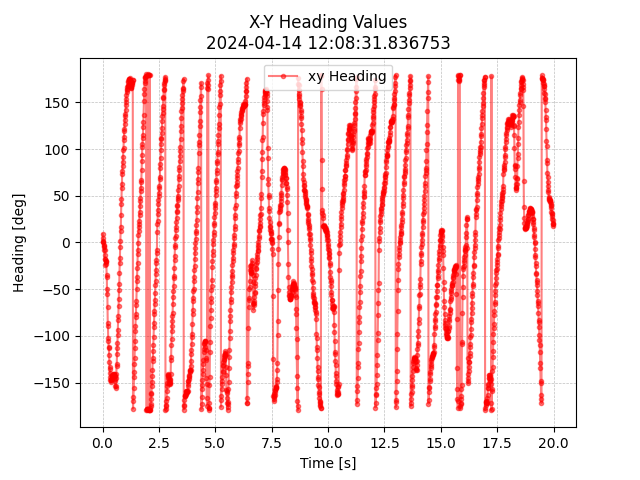 X-Y Heading Values
2024-04-14 12:08:31.836753
xy Heading
Heading [deg]
150
100
50
0
−50
−100
−150
0.0 2.5 5.0 7.5 10.0 12.5 15.0 17.5 20.0
Time [s]